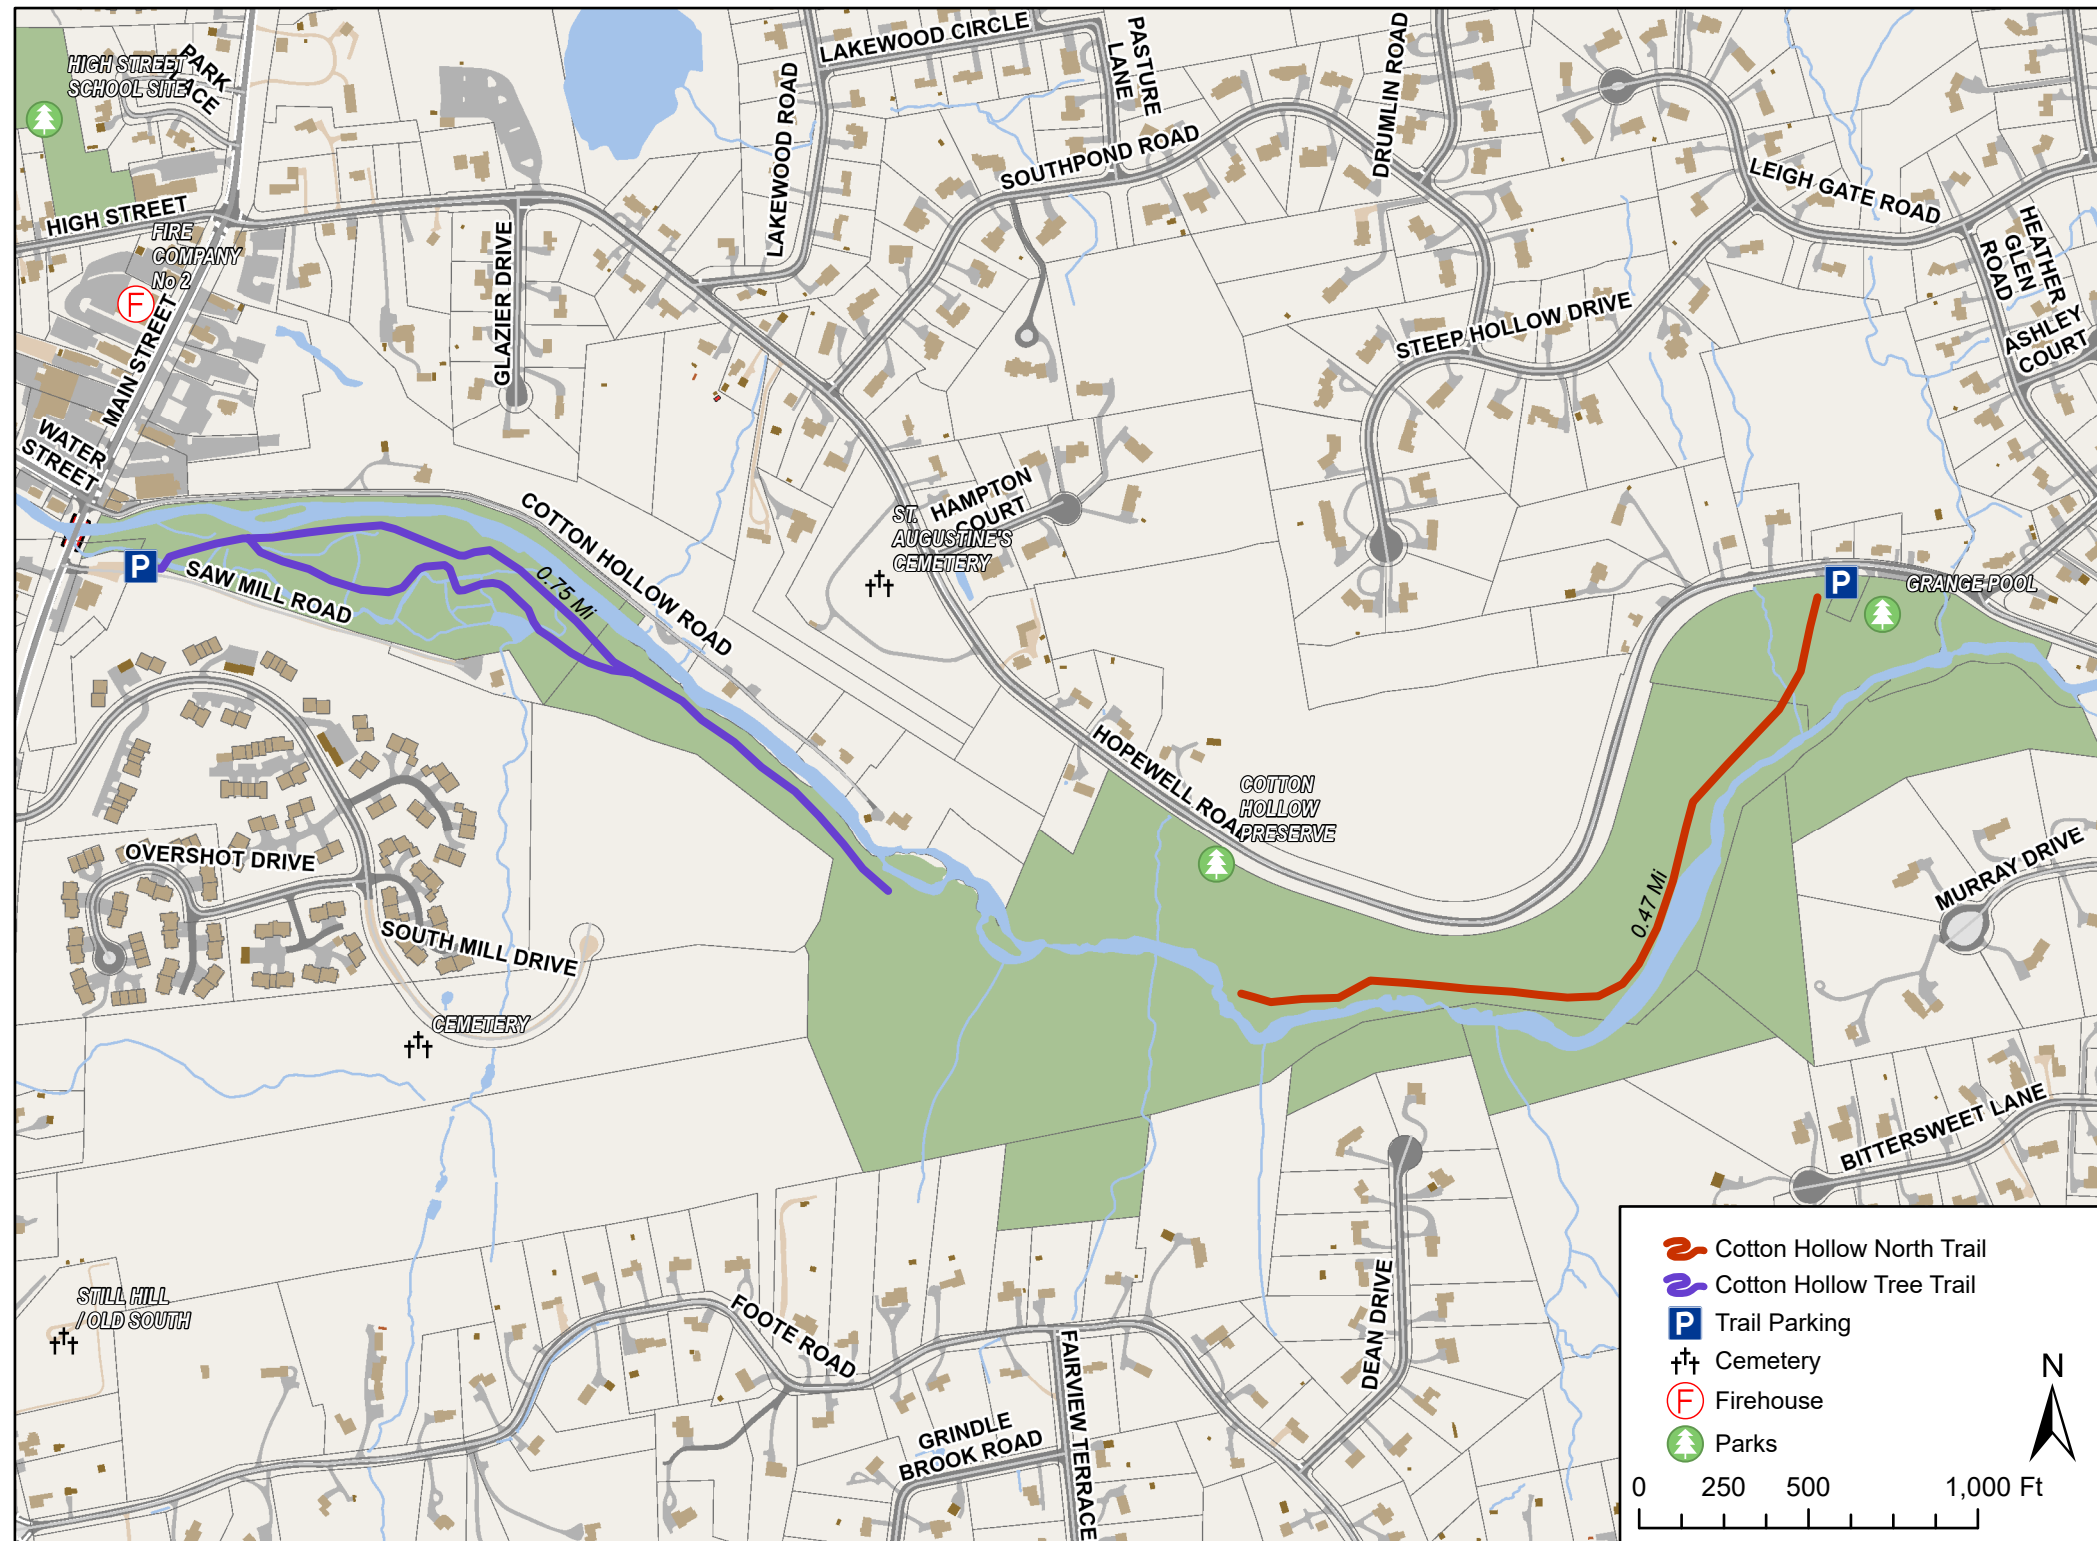 HIGH STREET
SCHOOL SITE
PARK
PLACE
HIGH STREET
FIRE
COMPANY
No 2
F
MAIN STREET
WATER
STREET
GLAZIER DRIVE
LAKEWOOD ROAD
LAKEWOOD CIRCLE
PASTURE
LANE
SOUTHPOND ROAD
DRUMLIN ROAD
LEIGH GATE ROAD
HEATHER
GLEN
ROAD
ASHLEY
COURT
STEEP HOLLOW DRIVE
HAMPTON
COURT
ST.
AUGUSTINE'S
CEMETERY
COTTON HOLLOW ROAD
0.75 Mi
P
SAW MILL ROAD
P
GRANGE POOL
HOPEWELL ROAD
COTTON
HOLLOW
PRESERVE
0.47 Mi
MURRAY DRIVE
OVERSHOT DRIVE
SOUTH MILL DRIVE
CEMETERY
BITTERSWEET LANE
STILL HILL
/ OLD SOUTH
FOOTE ROAD
FAIRVIEW TERRACE
GRINDLE
BROOK ROAD
DEAN DRIVE
Cotton Hollow North Trail
Cotton Hollow Tree Trail
P Trail Parking
Cemetery
F Firehouse
Parks
N
0 250 500 1,000 Ft